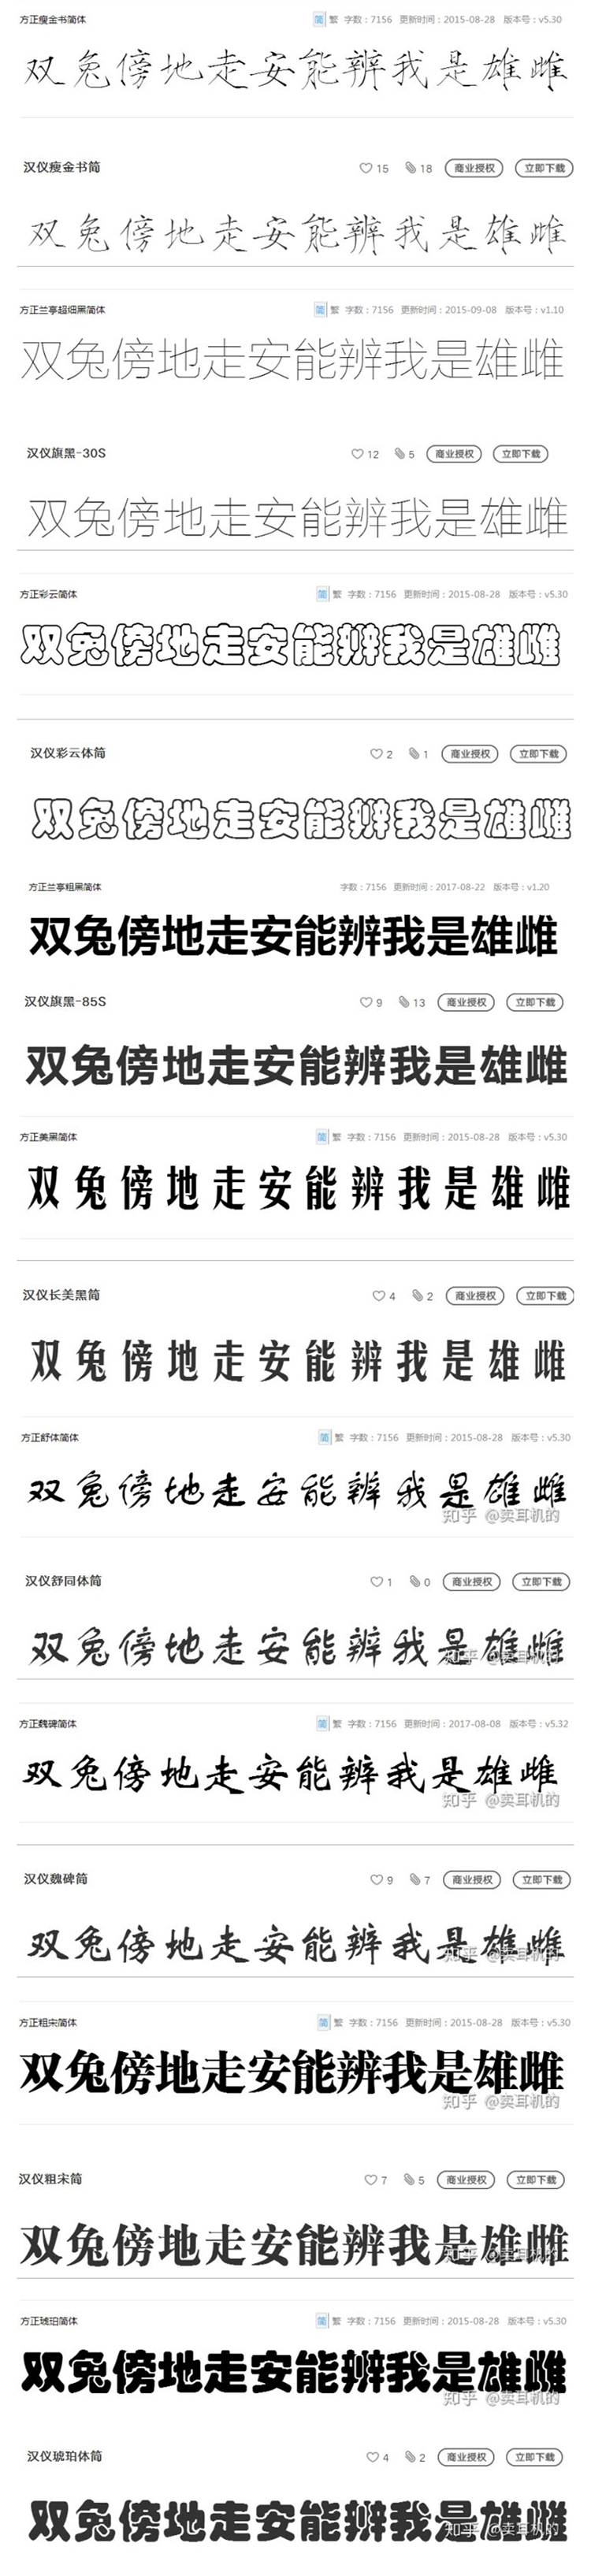 方正瘦金书简体 简 繁 字数：7156 更新时间：2015-08-28 版本号：v5.30
双兔傍地走安能辨我是雄雌
汉仪瘦金书简 15 18 商业授权 立即下载
双兔傍地走安能辨我是雄雌
方正兰亭超细黑简体 简 繁 字数：7156 更新时间：2015-09-08 版本号：v1.10
双兔傍地走安能辨我是雄雌
汉仪旗黑-30S 12 5 商业授权 立即下载
双兔傍地走安能辨我是雄雌
方正彩云简体 简 繁 字数：7156 更新时间：2015-08-28 版本号：v5.30
双兔傍地走安能辨我是雄雌
汉仪彩云体简 2 1 商业授权 立即下载
双兔傍地走安能辨我是雄雌
方正兰亭粗黑简体 字数：7156 更新时间：2017-08-22 版本号：v1.20
双兔傍地走安能辨我是雄雌
汉仪旗黑-85S 9 13 商业授权 立即下载
双兔傍地走安能辨我是雄雌
方正美黑简体 简 繁 字数：7156 更新时间：2015-08-28 版本号：v5.30
双兔傍地走安能辨我是雄雌
汉仪长美黑简 4 2 商业授权 立即下载
双兔傍地走安能辨我是雄雌
方正舒体简体 简 繁 字数：7156 更新时间：2015-08-28 版本号：v5.30
双兔傍地走安能辨我是雄雌
知乎 @卖耳机的
汉仪舒同体简 1 0 商业授权 立即下载
双兔傍地走安能辨我是雄雌
知乎 @卖耳机的
方正魏碑简体 简 繁 字数：7156 更新时间：2017-08-08 版本号：v5.32
双兔傍地走安能辨我是雄雌
知乎 @卖耳机的
汉仪魏碑简 9 7 商业授权 立即下载
双兔傍地走安能辨我是雄雌
知乎 @卖耳机的
方正粗宋简体 简 繁 字数：7156 更新时间：2015-08-28 版本号：v5.30
双兔傍地走安能辨我是雄雌
知乎 @卖耳机的
汉仪粗宋简 7 5 商业授权 立即下载
双兔傍地走安能辨我是雄雌
知乎 @卖耳机的
方正琥珀简体 简 繁 字数：7156 更新时间：2015-08-28 版本号：v5.30
双兔傍地走安能辨我是雄雌
知乎 @卖耳机的
汉仪琥珀体简 4 2 商业授权 立即下载
双兔傍地走安能辨我是雄雌
知乎 @卖耳机的